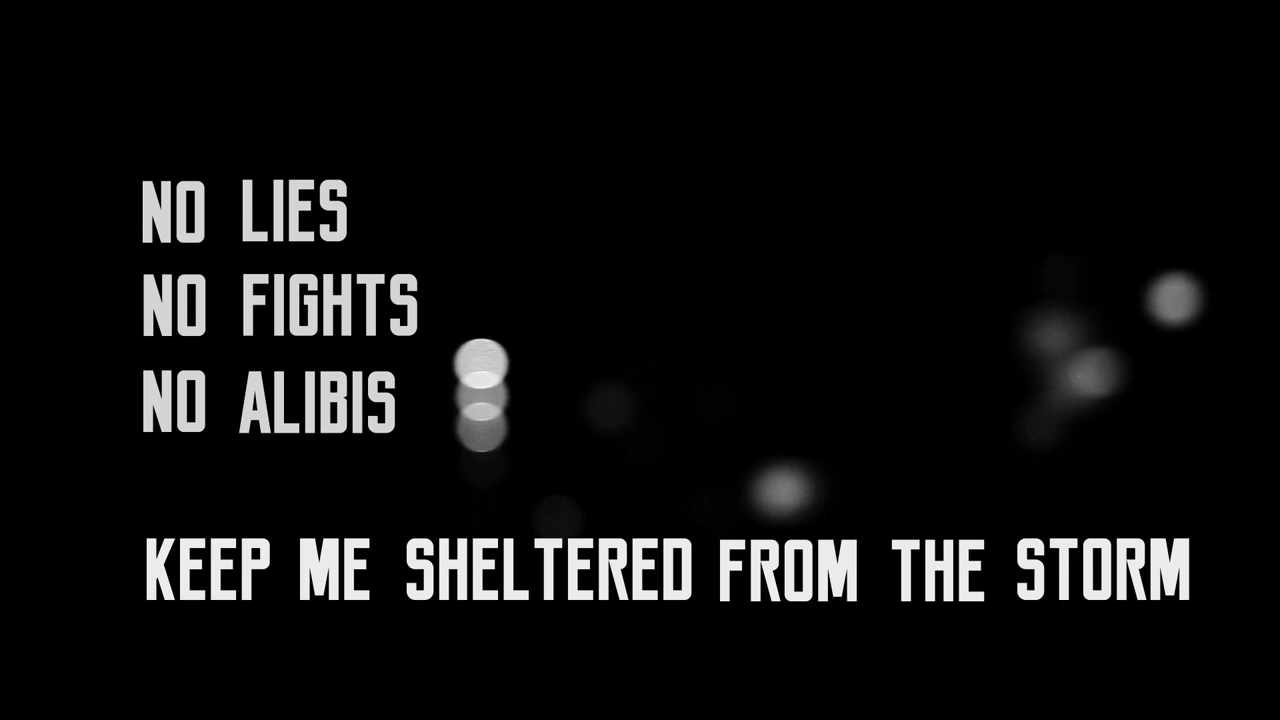 NO LIES
NO FIGHTS
NO ALIBIS
KEEP ME SHELTERED FROM THE STORM